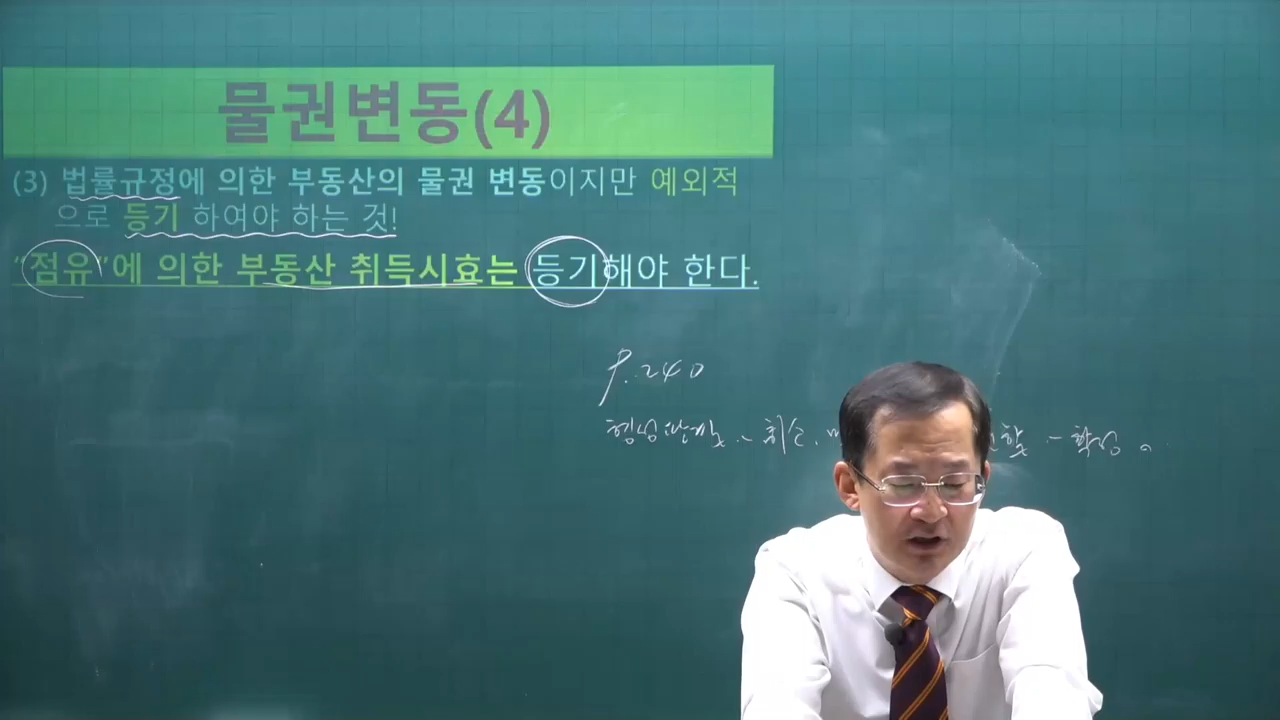 물권변동(4)
(3) 법률규정에 의한 부동산의 물권 변동이지만 예외적
으로 등기 하여야 하는 것!
“점유”에 의한 부동산 취득시효는 등기해야 한다.
P.240
형성판결 ~ 취소.
~ 확정